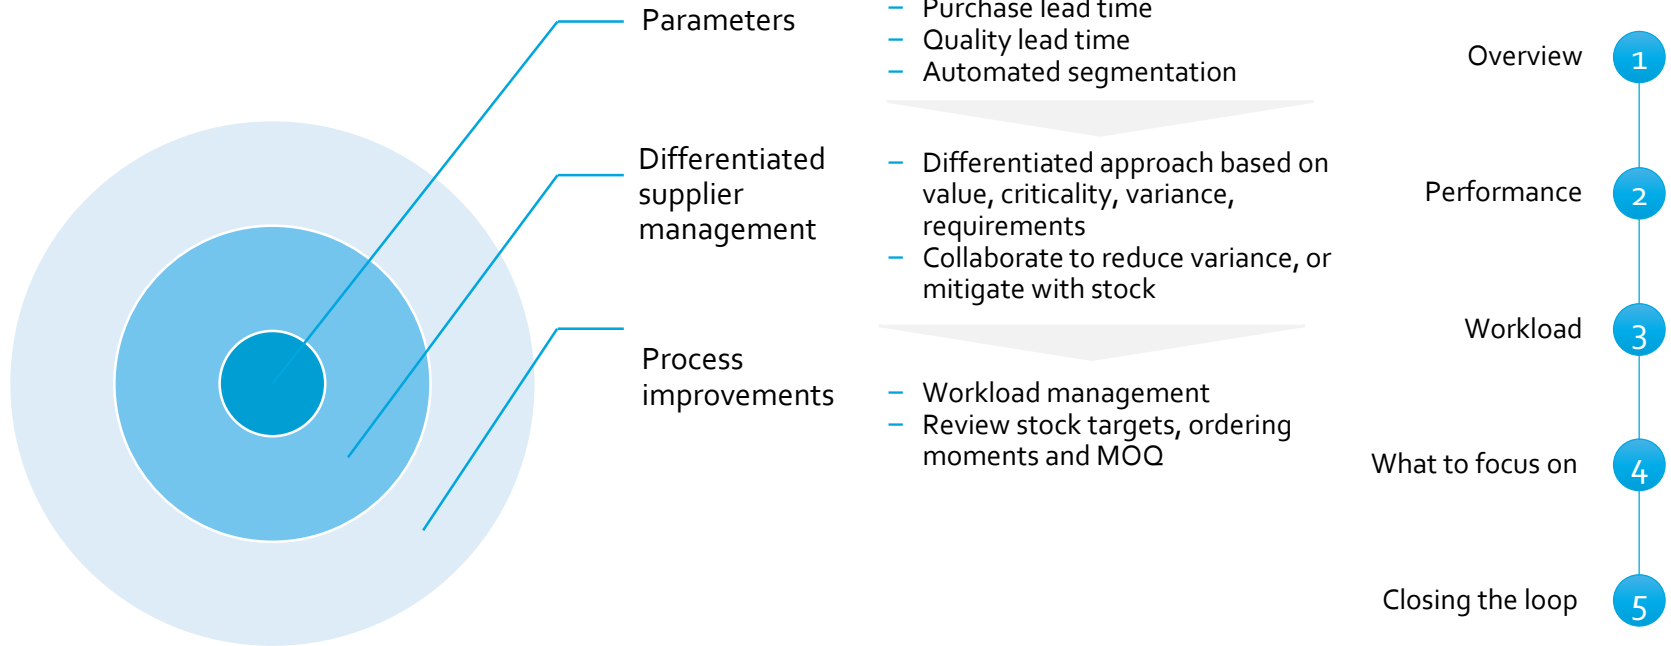 Parameters
– Purchase lead time
– Quality lead time
– Automated segmentation
Differentiated
supplier
management
– Differentiated approach based on
value, criticality, variance,
requirements
– Collaborate to reduce variance, or
mitigate with stock
Process
improvements
– Workload management
– Review stock targets, ordering
moments and MOQ
Overview 1
Performance 2
Workload 3
What to focus on 4
Closing the loop 5